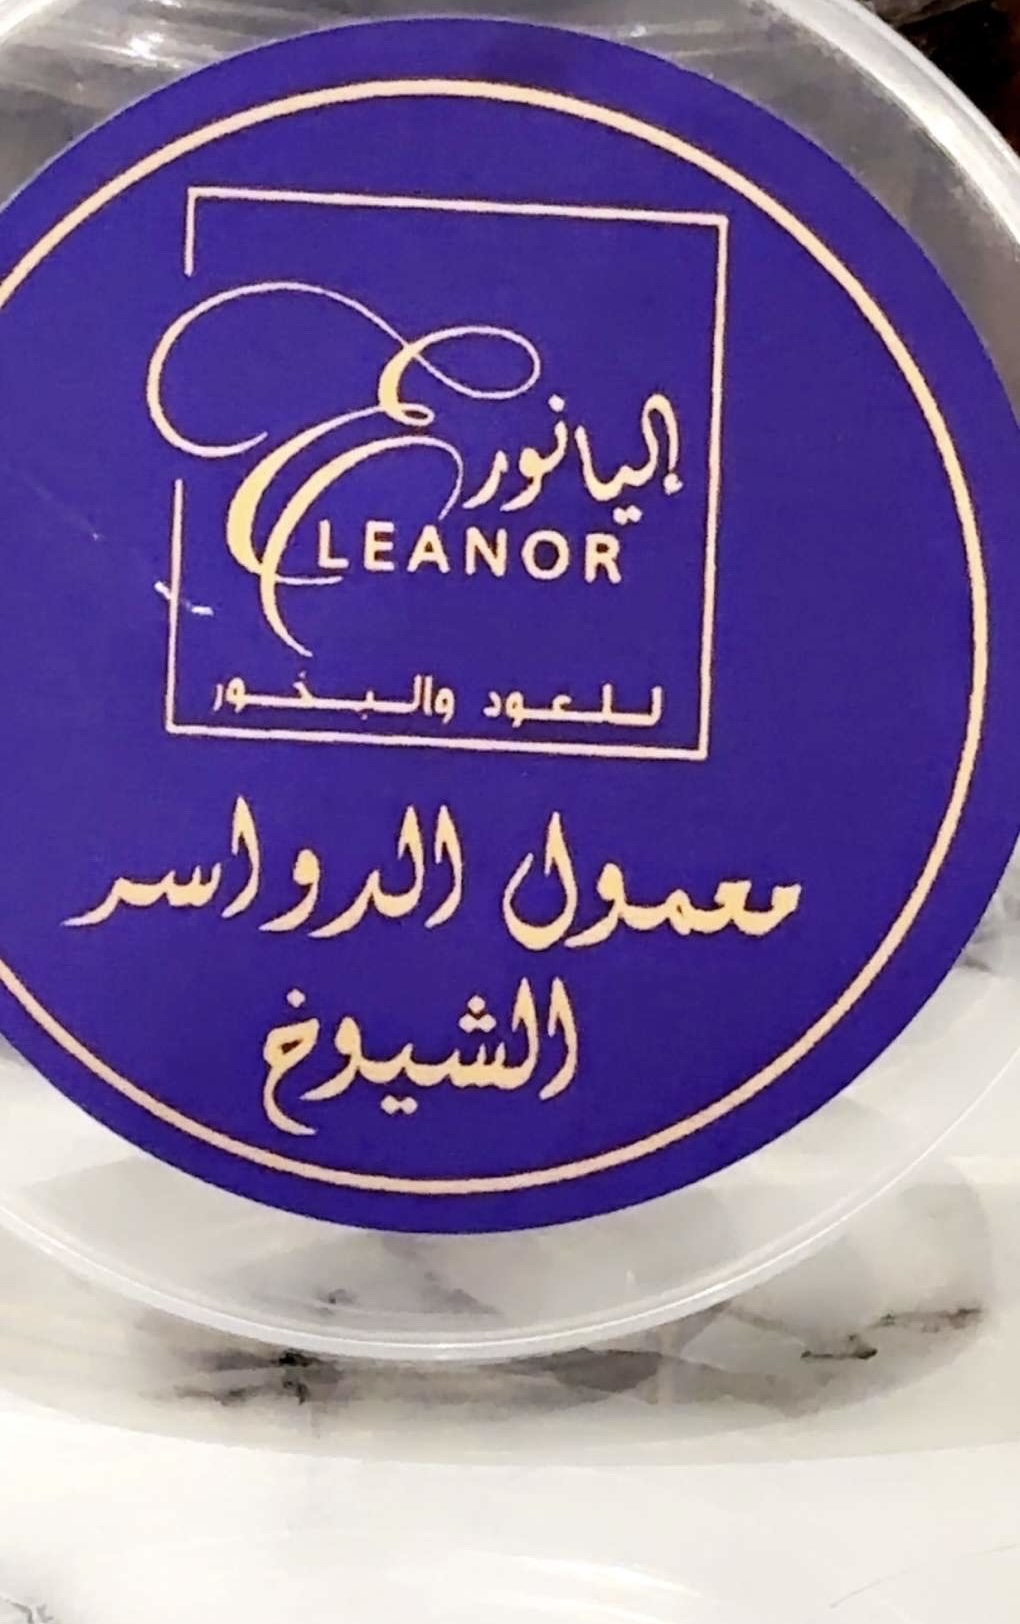 إليانور
ELEANOR
للعود والبخور
معمول الدواسر
الشيوخ